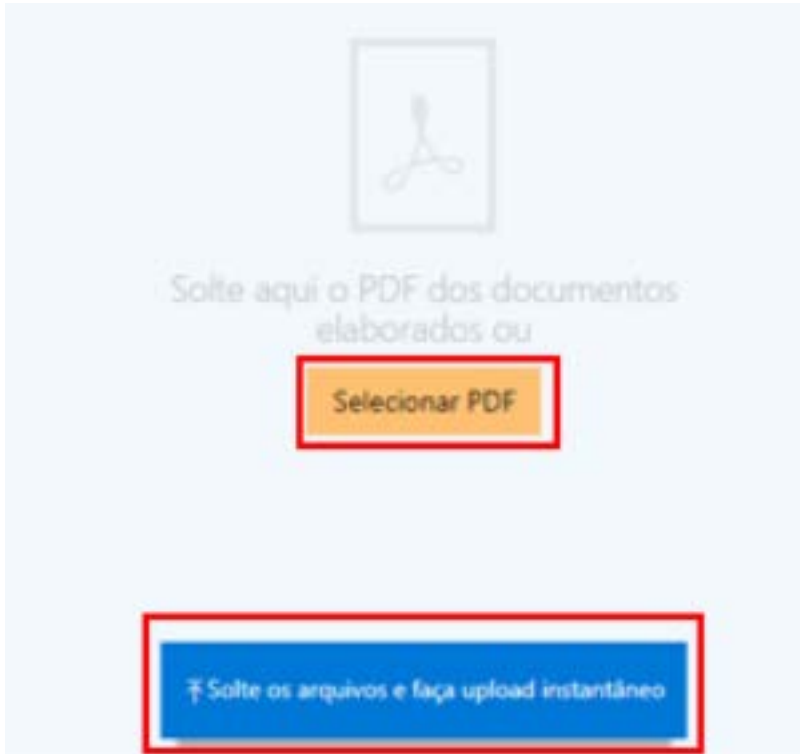 Solte aqui o PDF dos documentos
elaborados ou
Selecionar PDF
Solte os arquivos e faça upload instantâneo